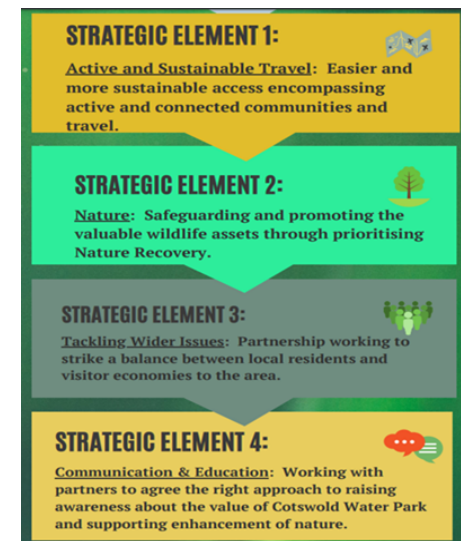 STRATEGIC ELEMENT 1:
Active and Sustainable Travel: Easier and
more sustainable access encompassing
active and connected communities and
travel.
STRATEGIC ELEMENT 2:
Nature: Safeguarding and promoting the
valuable wildlife assets through prioritising
Nature Recovery.
STRATEGIC ELEMENT 3:
Tackling Wider Issues: Partnership working to
strike a balance between local residents and
visitor economies to the area.
STRATEGIC ELEMENT 4:
Communication & Education: Working with
partners to agree the right approach to raising
awareness about the value of Cotswold Water Park
and supporting enhancement of nature.